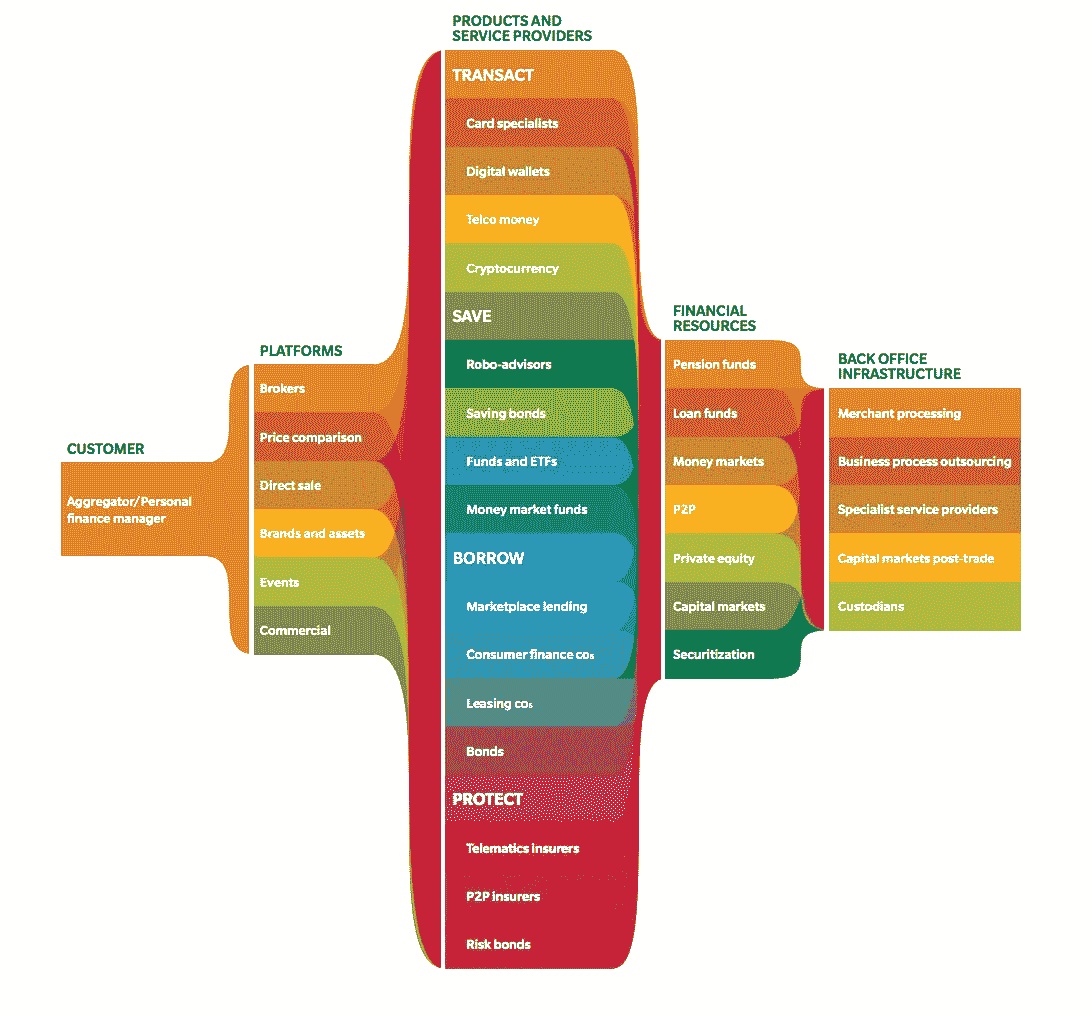 PRODUCTS AND
SERVICE PROVIDERS
TRANSACT
Card specialists
Digital wallets
Telco money
Cryptocurrency
SAVE
Robo-advisors
Saving bonds
Funds and ETFs
Money market funds
BORROW
Marketplace lending
Consumer finance cos
Leasing cos
Bonds
PROTECT
Telematics insurers
P2P insurers
Risk bonds
CUSTOMER
Aggregator/Personal
finance manager
PLATFORMS
Brokers
Price comparison
Direct sale
Brands and assets
Events
Commercial
FINANCIAL
RESOURCES
Pension funds
Loan funds
Money markets
P2P
Private equity
Capital markets
Securitization
BACK OFFICE
INFRASTRUCTURE
Merchant processing
Business process outsourcing
Specialist service providers
Capital markets post-trade
Custodians